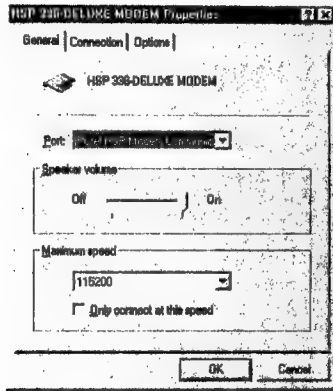 HSP 336-DELUXE MODEM Properties
General Connection Options
HSP 336-DELUXE MODEM
Port:
Speaker volume
Off On
Maximum speed
115200
Only connect at this speed
OK Cancel